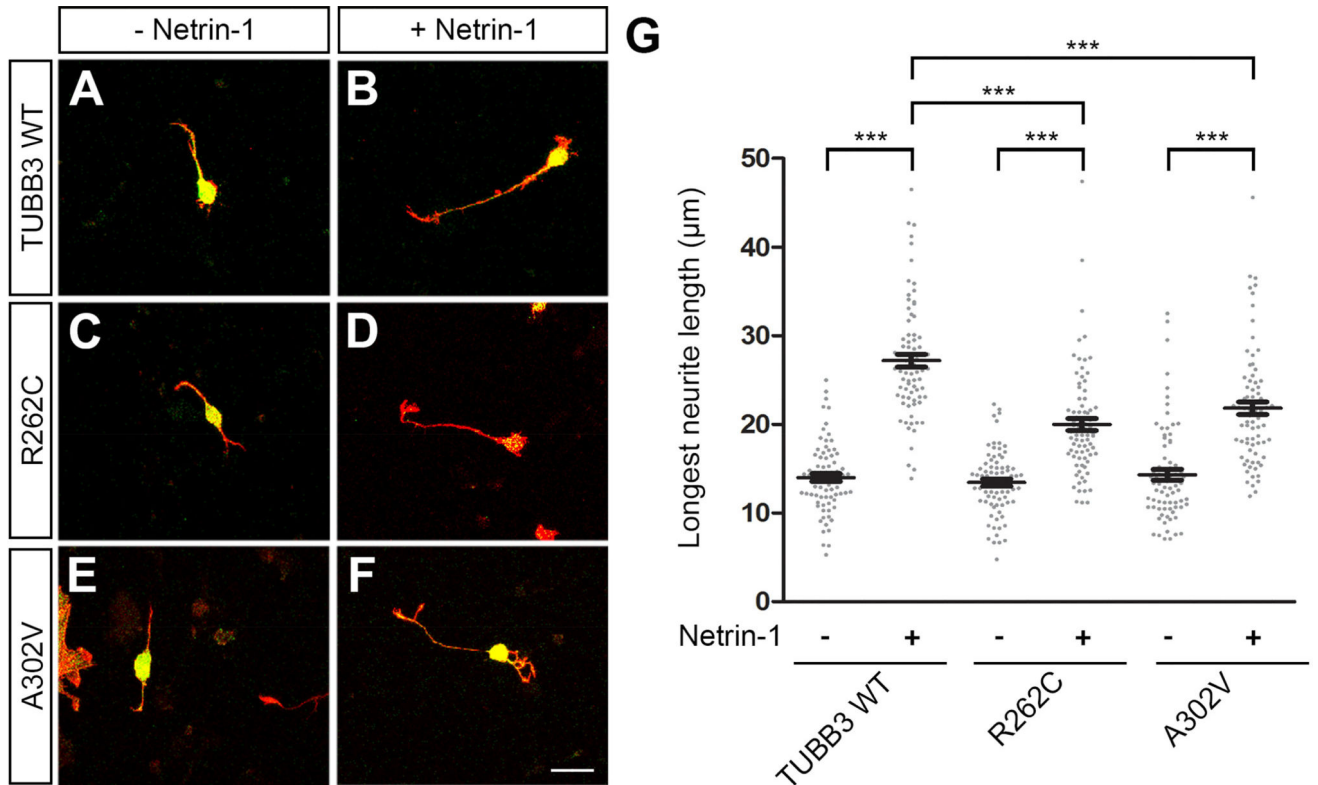 - Netrin-1
+ Netrin-1
TUBB3 WT
A
B
R262C
C
D
A302V
E
F
G
***
***
*** *** ***
Longest neurite length (μm)
50
40
30
20
10
0
Netrin-1 - + - + - +
TUBB3 WT
R262C
A302V